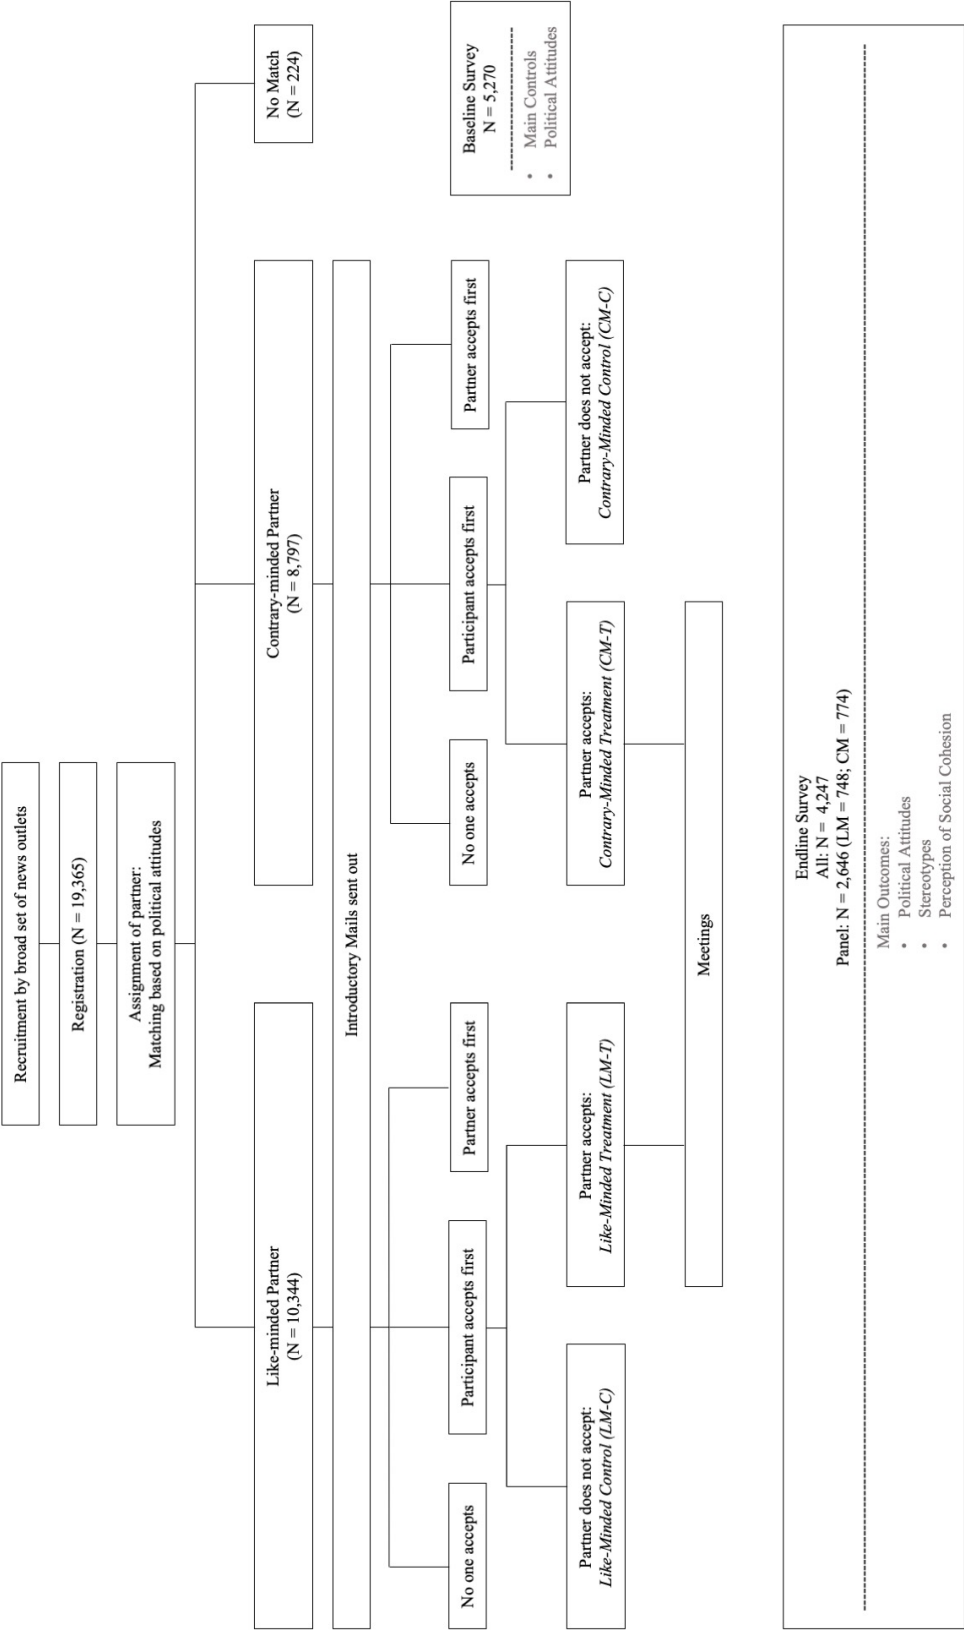 Recruitment by broad set of news outlets
Registration (N = 19,365)
Assignment of partner:
Matching based on political attitudes
Like-minded Partner
(N = 10,344)
Contrary-minded Partner
(N = 8,797)
No Match
(N = 224)
Introductory Mails sent out
No one accepts
Participant accepts first
Partner accepts first
No one accepts
Participant accepts first
Partner accepts first
Baseline Survey
N = 5,270
• Main Controls
• Political Attitudes
Partner does not accept:
Like-Minded Control (LM-C)
Partner accepts:
Like-Minded Treatment (LM-T)
Partner accepts:
Contrary-Minded Treatment (CM-T)
Partner does not accept:
Contrary-Minded Control (CM-C)
Meetings
Endline Survey
All: N = 4,247
Panel: N = 2,646 (LM = 748; CM = 774)
Main Outcomes:
• Political Attitudes
• Stereotypes
• Perception of Social Cohesion